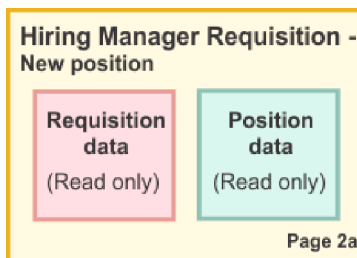 Hiring Manager Requisition -
New position
Requisition
data
(Read only)
Position
data
(Read only)
Page 2a